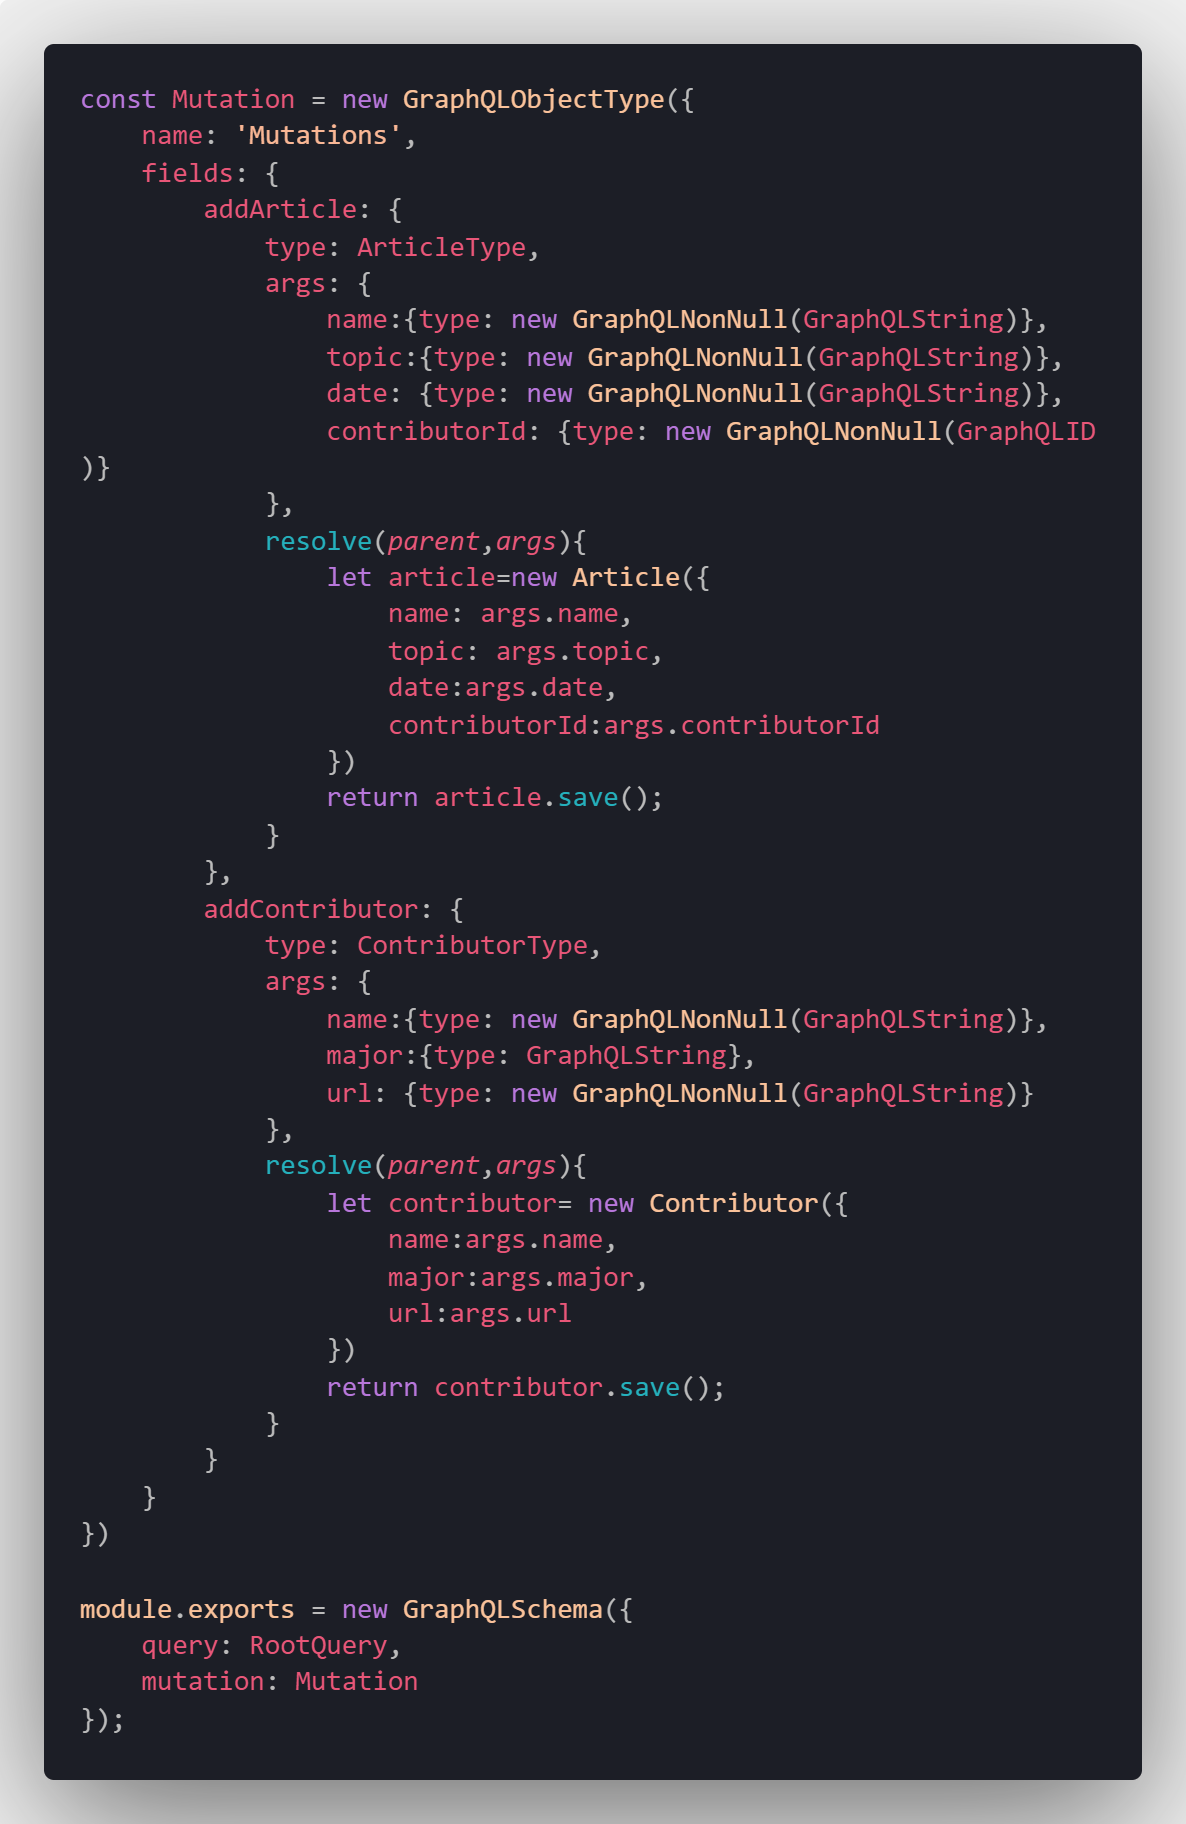 const Mutation = new GraphQLObjectType({
    name: 'Mutations',
    fields: {
        addArticle: {
            type: ArticleType,
            args: {
                name:{type: new GraphQLNonNull(GraphQLString)},
                topic:{type: new GraphQLNonNull(GraphQLString)},
                date: {type: new GraphQLNonNull(GraphQLString)},
                contributorId: {type: new GraphQLNonNull(GraphQLID
)}
            },
            resolve(parent,args){
                let article=new Article({
                    name: args.name,
                    topic: args.topic,
                    date:args.date,
                    contributorId:args.contributorId
                })
                return article.save();
            }
        },
        addContributor: {
            type: ContributorType,
            args: {
                name:{type: new GraphQLNonNull(GraphQLString)},
                major:{type: GraphQLString},
                url: {type: new GraphQLNonNull(GraphQLString)}
            },
            resolve(parent,args){
                let contributor= new Contributor({
                    name:args.name,
                    major:args.major,
                    url:args.url
                })
                return contributor.save();
            }
        }
    }
})

module.exports = new GraphQLSchema({
    query: RootQuery,
    mutation: Mutation
});